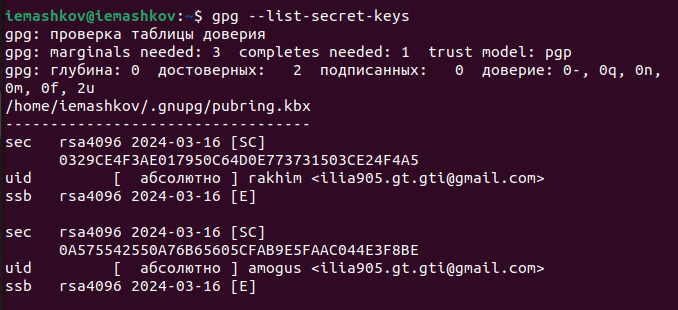 iemashkov@iemashkov:~$ gpg --list-secret-keys
gpg: проверка таблицы доверия
gpg: marginals needed: 3  completes needed: 1  trust model: pgp
gpg: глубина: 0  достоверных:   2  подписанных:   0  доверие: 0-, 0q, 0n,
0m, 0f, 2u
/home/iemashkov/.gnupg/pubring.kbx
----------------------------------
sec   rsa4096 2024-03-16 [SC]
      0329CE4F3AE017950C64D0E773731503CE24F4A5
uid         [  абсолютно ] rakhim <ilia905.gt.gti@gmail.com>
ssb   rsa4096 2024-03-16 [E]

sec   rsa4096 2024-03-16 [SC]
      0A575542550A76B65605CFAB9E5FAAC044E3F8BE
uid         [  абсолютно ] amogus <ilia905.gt.gti@gmail.com>
ssb   rsa4096 2024-03-16 [E]